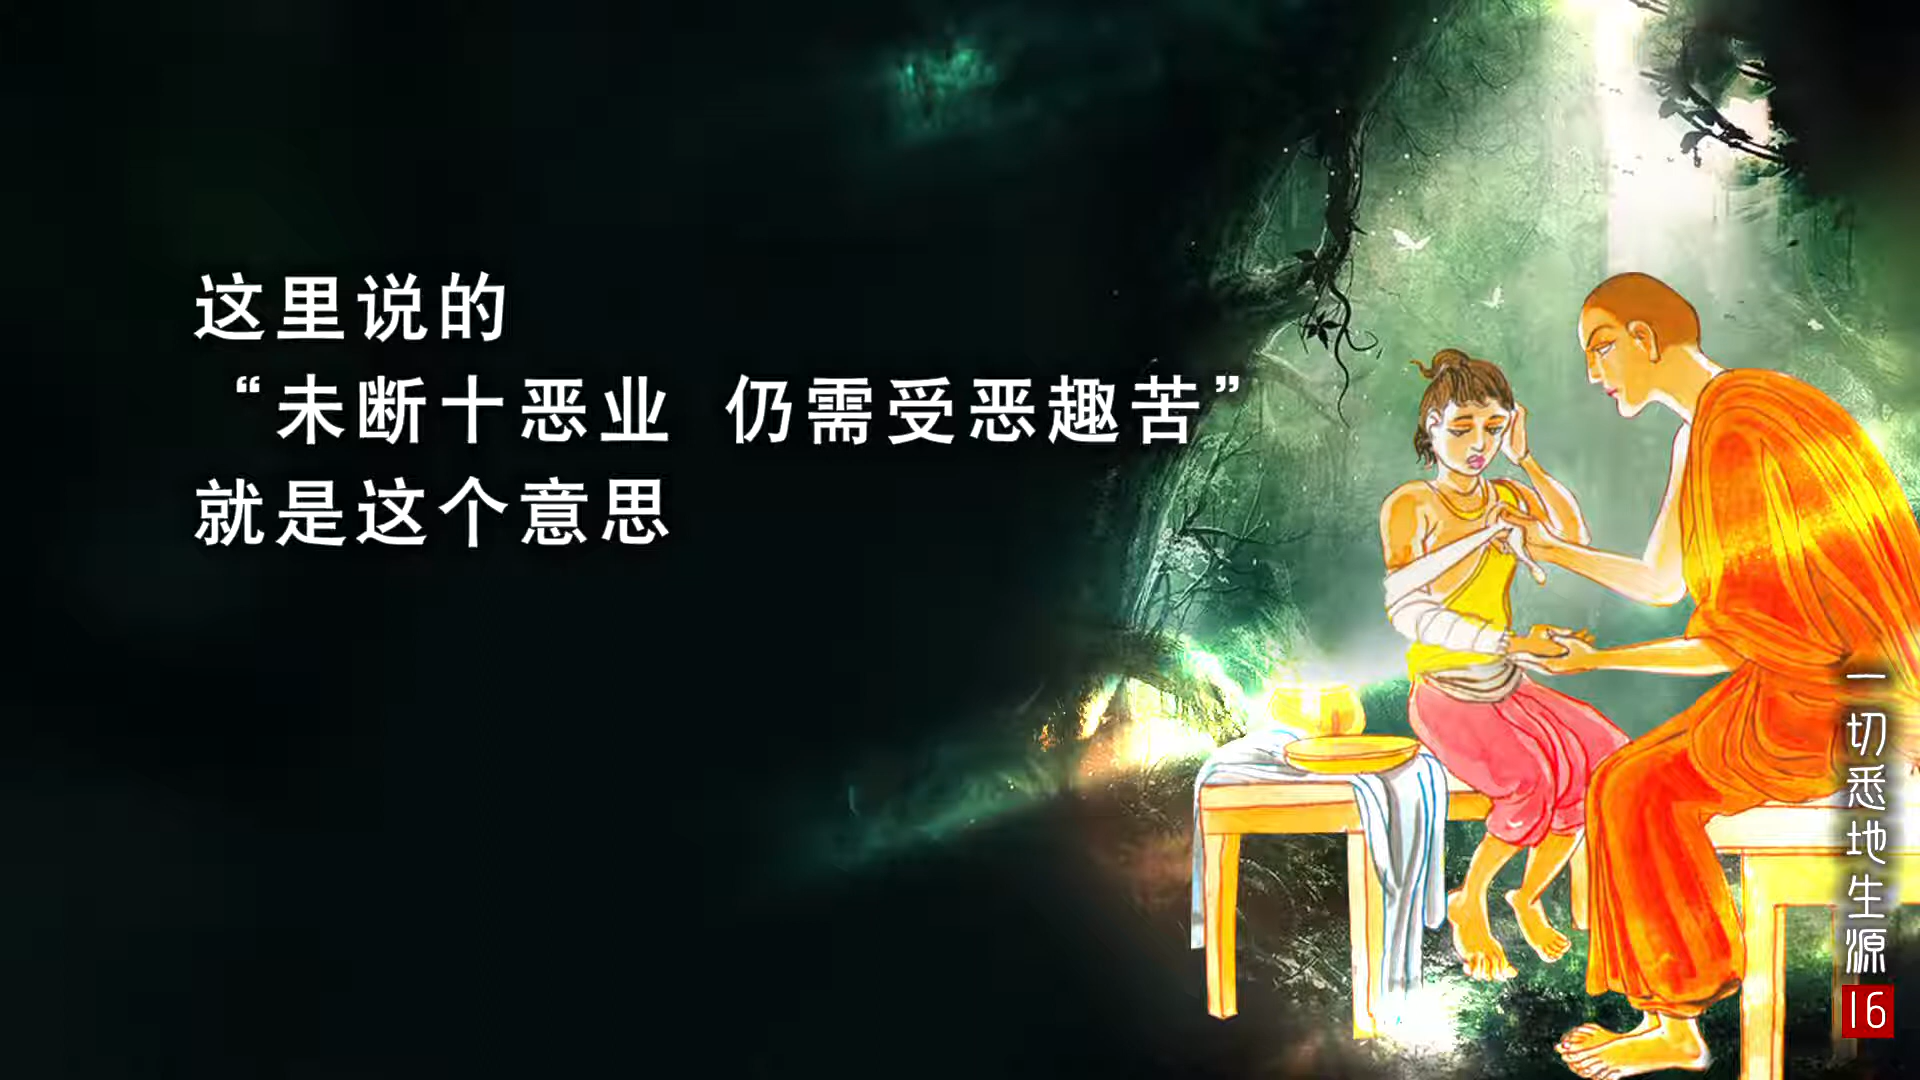 这里说的
“未断十恶业 仍需受恶趣苦”
就是这个意思
一切悉地生源
16